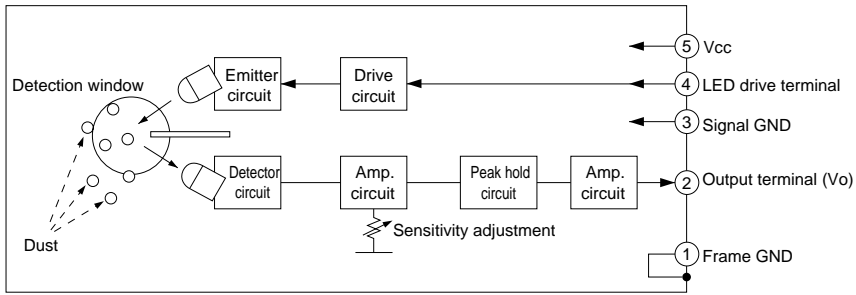 Detection window
Emitter
circuit
Drive
circuit
5 Vcc
4 LED drive terminal
3 Signal GND
Detector
circuit
Amp.
circuit
Peak hold
circuit
Amp.
circuit
2 Output terminal (Vo)
Sensitivity adjustment
Dust
1 Frame GND